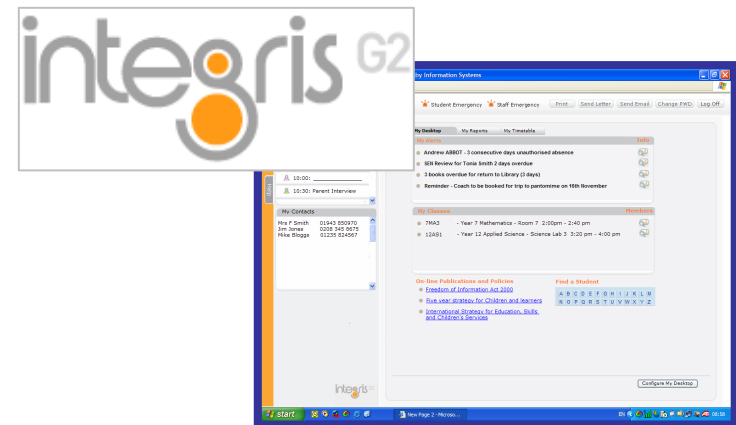 integris G2
by Information Systems
Student Emergency Staff Emergency Print Send Letter Send Email Change PWD Log Off
My Desktop My Reports My Timetable
My Alerts Info
Andrew ABBOT - 3 consecutive days unauthorised absence
SEN Review for Tonia Smith 2 days overdue
3 books overdue for return to Library (3 days)
Reminder - Coach to be booked for trip to pantomime on 16th November
Help
10:00:
10:30: Parent Interview
My Contacts
Mrs F Smith 01943 850970
Jim Jones 0208 345 8675
Mike Bloggs 01235 824567
My Classes Members
7MA3 - Year 7 Mathematics - Room 7 2:00pm - 2:40 pm
12AS1 - Year 12 Applied Science - Science Lab 3 3:20 pm - 4:00 pm
On-line Publications and Policies
Freedom of Information Act 2000
Five year strategy for Children and learners
International Strategy for Education, Skills
and Children's Services
Find a Student
A B C D E F G H I J K L M
N O P Q R S T U V W X Y Z
Configure My Desktop
integris
start
New Page 2 - Microso...
EN
08:58